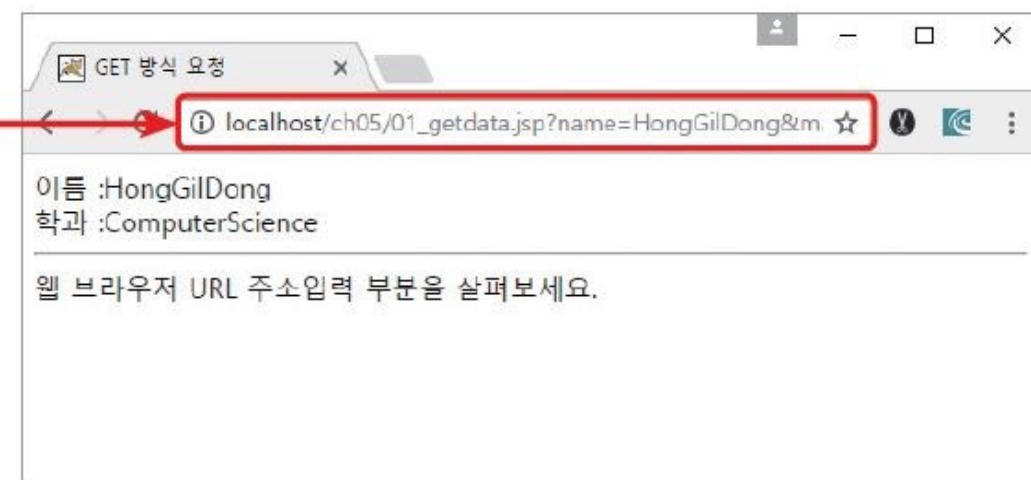 GET 방식 요청
localhost/ch05/01_getdata.jsp?name=HongGilDong&m
이름 :HongGilDong
학과 :ComputerScience
웹 브라우저 URL 주소입력 부분을 살펴보세요.